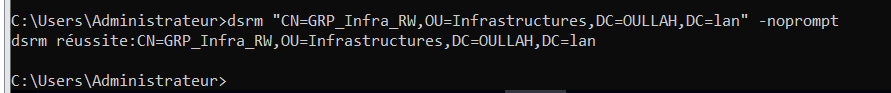 C:\Users\Administrateur>dsrm "CN=GRP_Infra_RW,OU=Infrastructures,DC=OULLAH,DC=lan" -noprompt
dsrm réussite:CN=GRP_Infra_RW,OU=Infrastructures,DC=OULLAH,DC=lan
C:\Users\Administrateur>